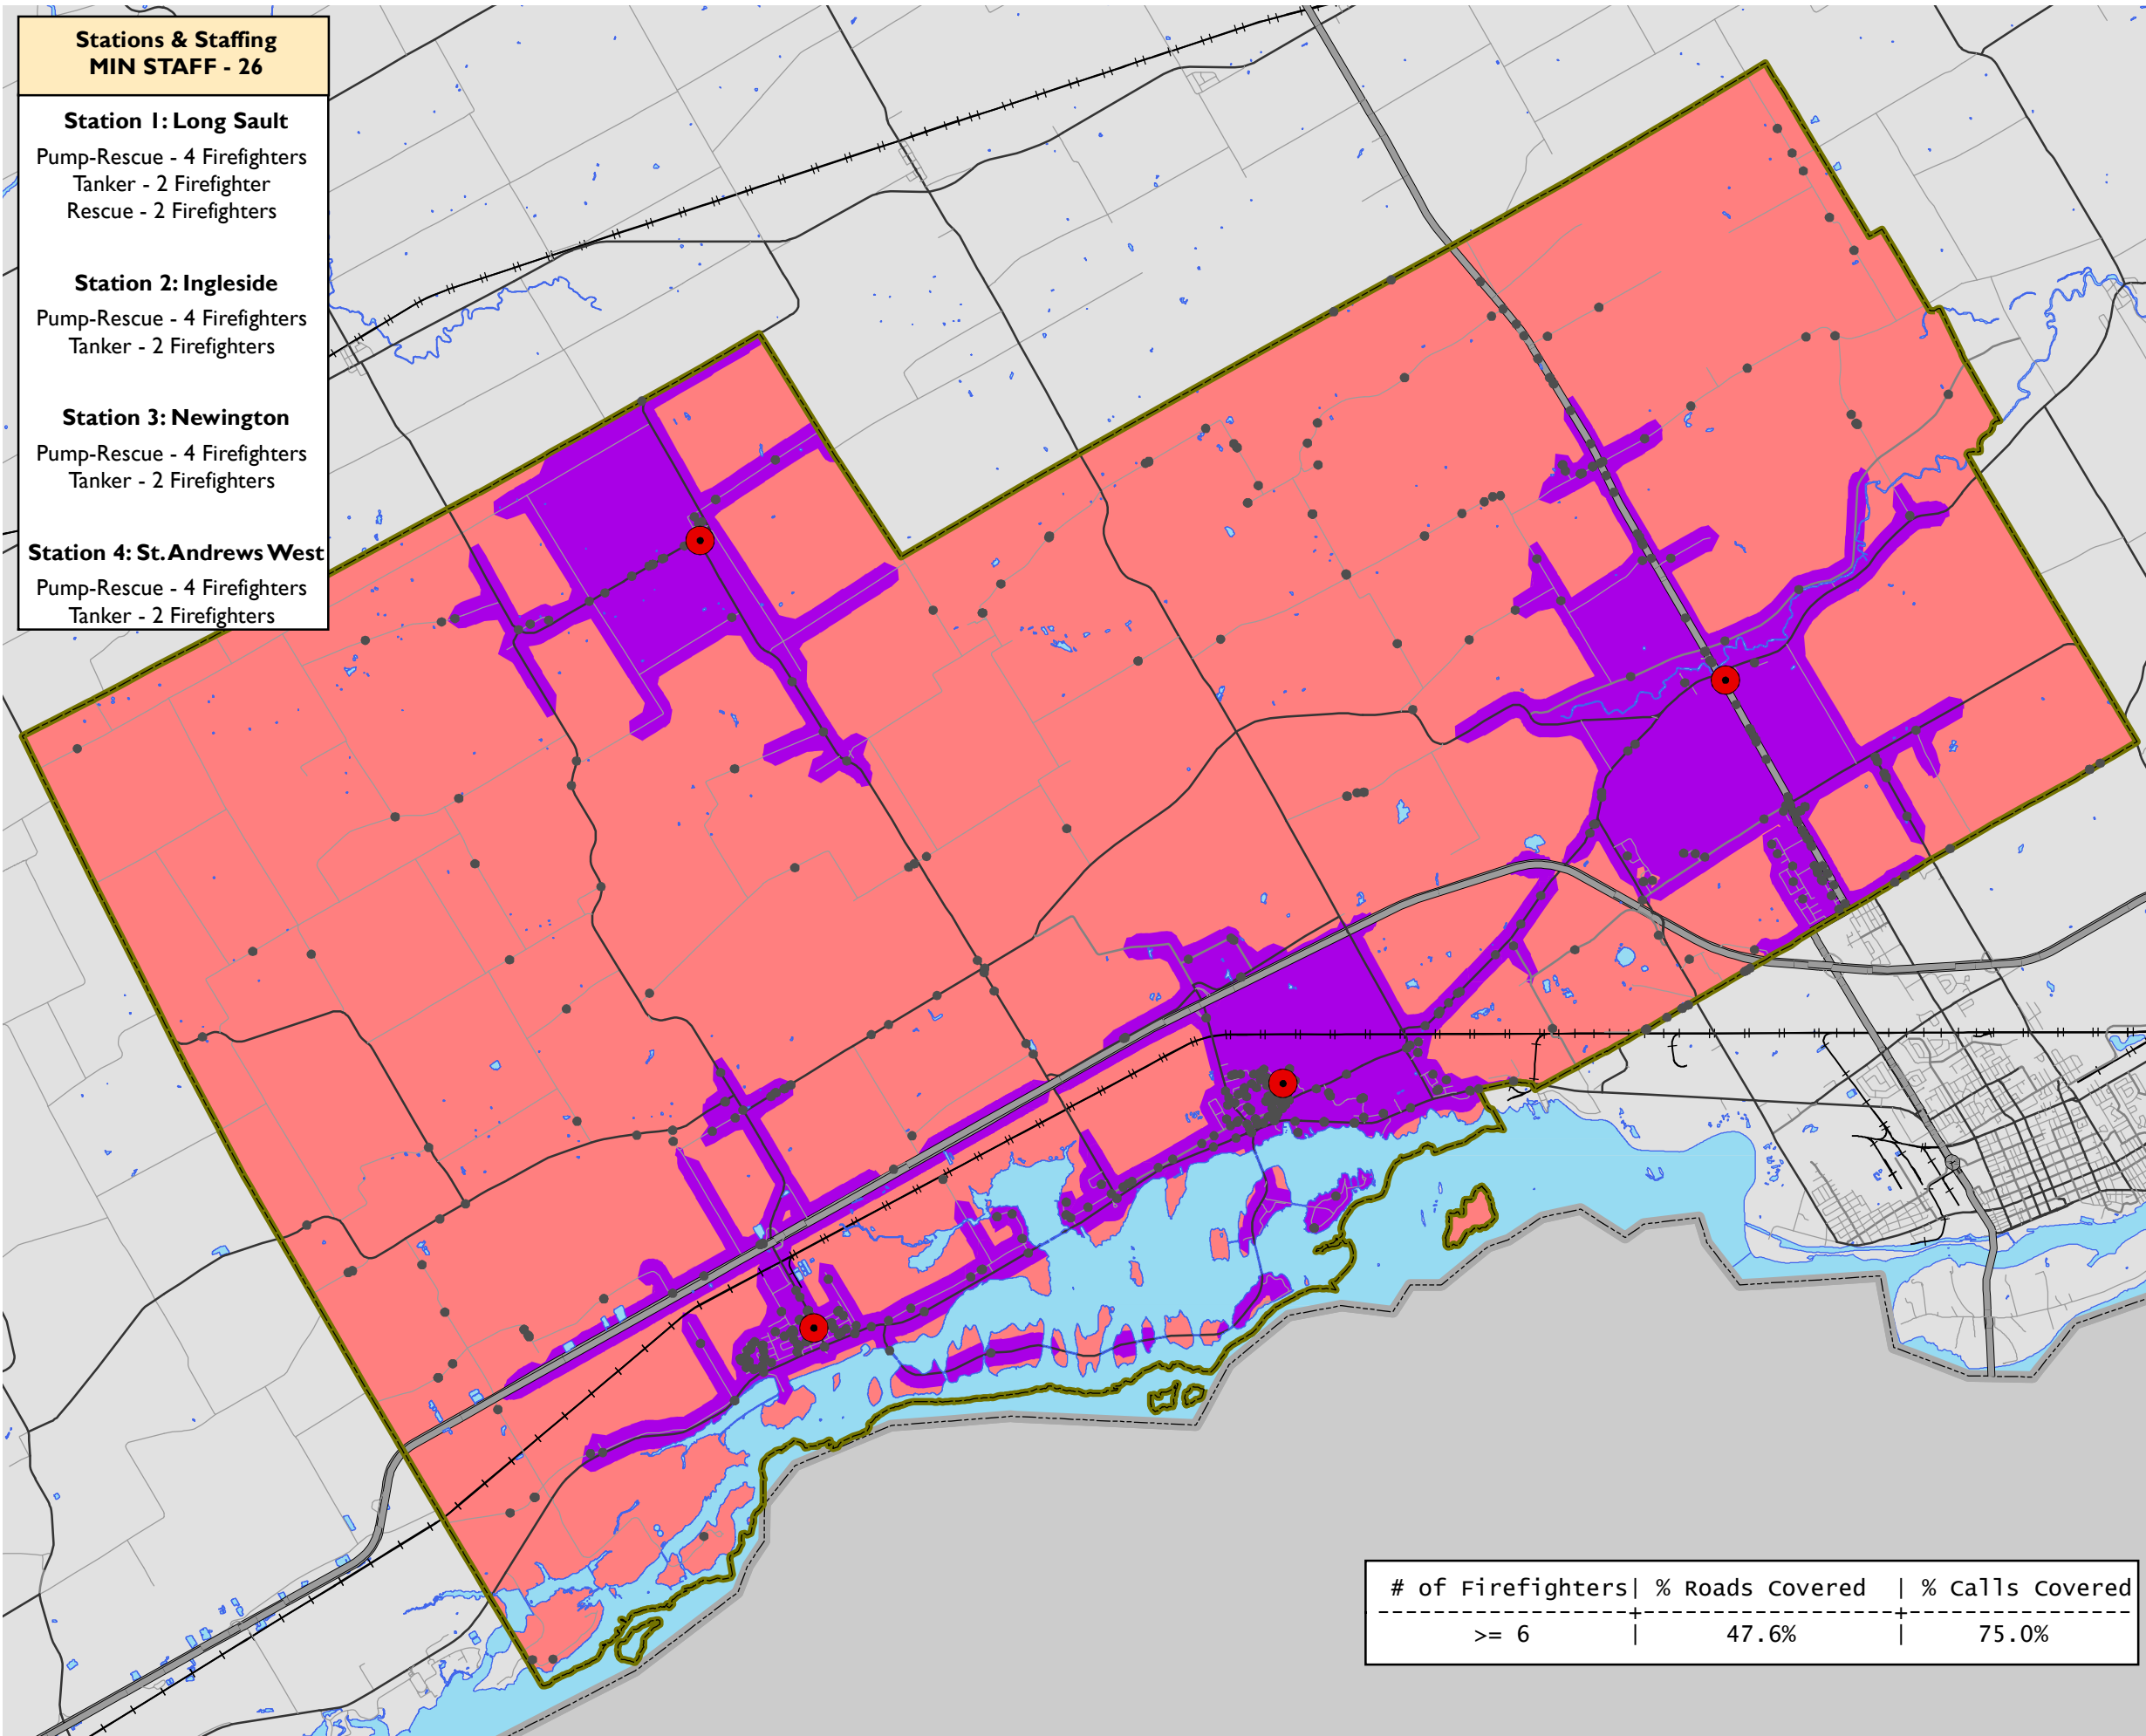 Stations & Staffing
MIN STAFF - 26
Station 1: Long Sault
Pump-Rescue - 4 Firefighters
Tanker - 2 Firefighter
Rescue - 2 Firefighters
Station 2: Ingleside
Pump-Rescue - 4 Firefighters
Tanker - 2 Firefighters
Station 3: Newington
Pump-Rescue - 4 Firefighters
Tanker - 2 Firefighters
Station 4: St. Andrews West
Pump-Rescue - 4 Firefighters
Tanker - 2 Firefighters
# of Firefighters| % Roads Covered | % Calls Covered
>= 6 | 47.6% | 75.0%